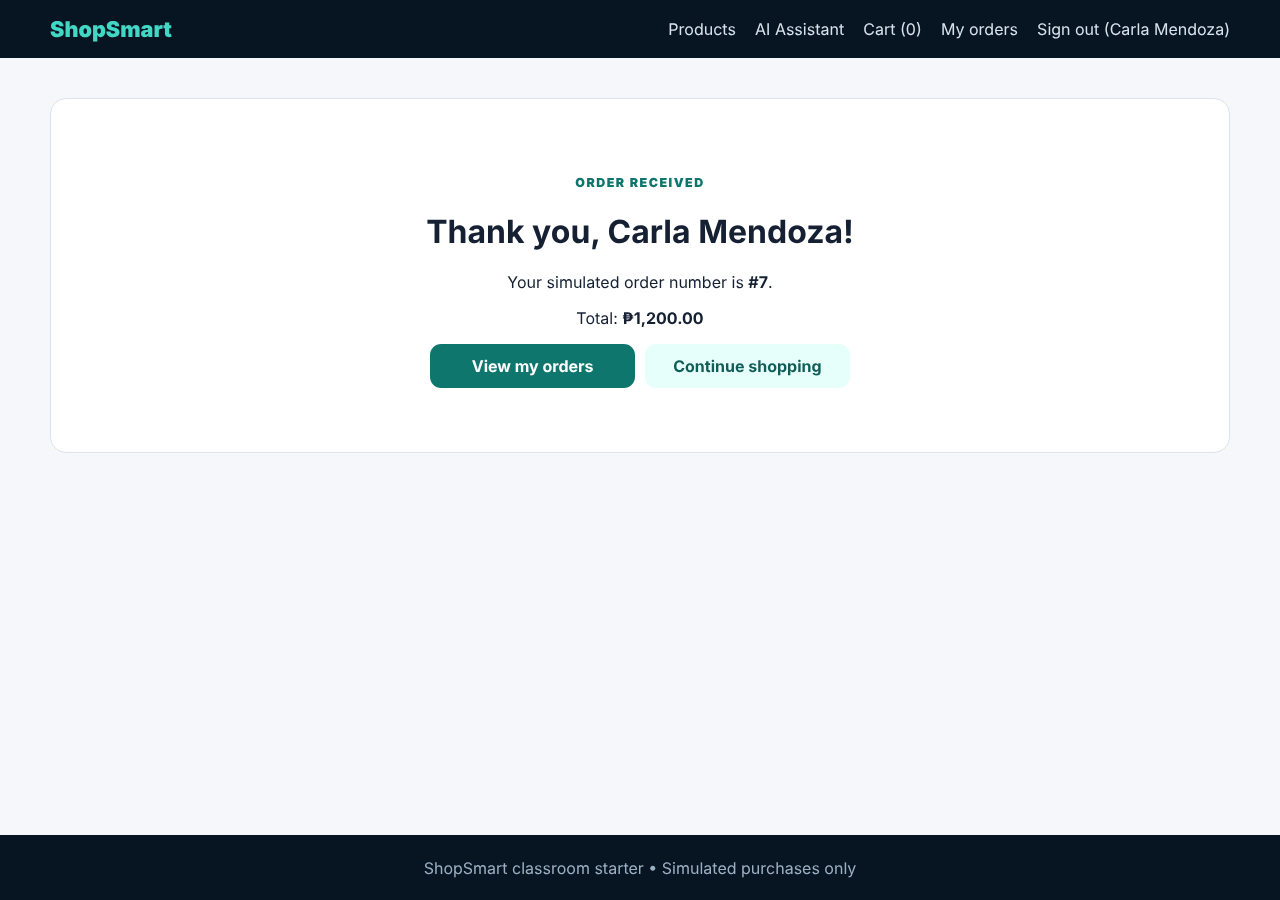 ShopSmart
Products AI Assistant Cart (0) My orders Sign out (Carla Mendoza)
ORDER RECEIVED
Thank you, Carla Mendoza!
Your simulated order number is #7.
Total: ₱1,200.00
View my orders Continue shopping
ShopSmart classroom starter • Simulated purchases only